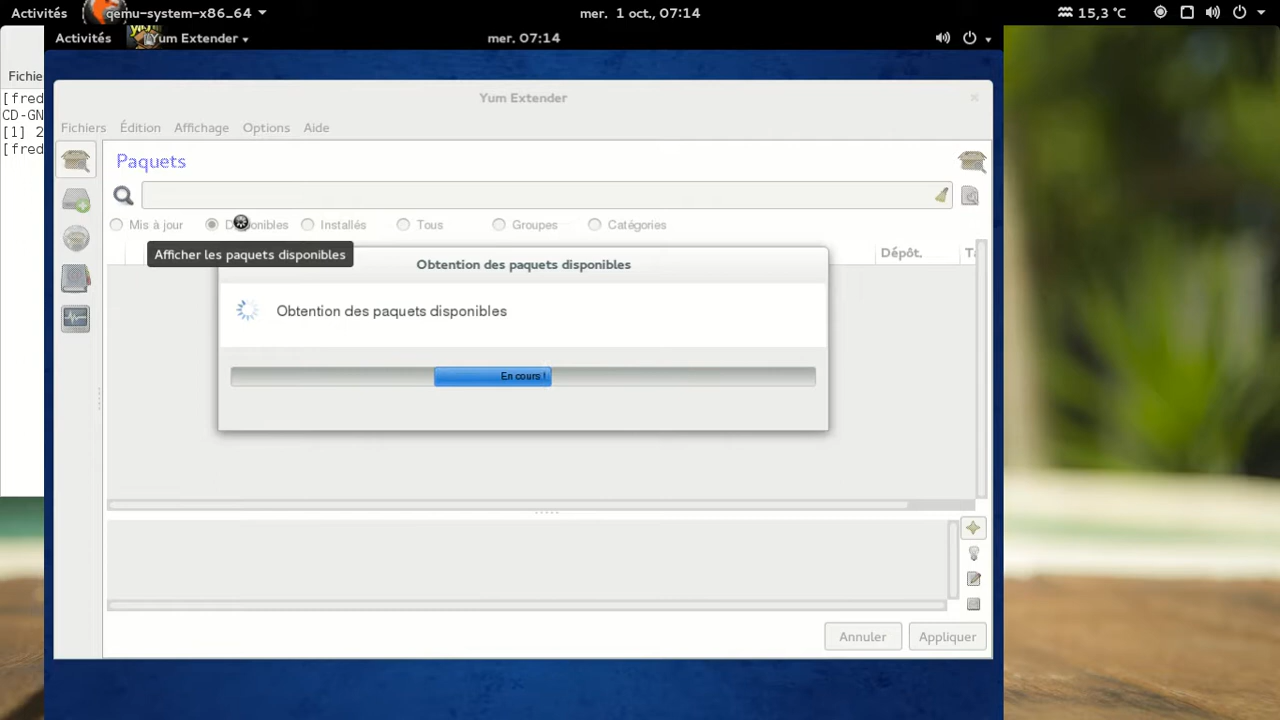 Activités qemu-system-x86_64 mer. 1 oct., 07:14 15,3 °C
Activités Yum Extender mer. 07:14
Fichie
[fred
CD-GN
[1] 2
[fred
Yum Extender
Fichiers Édition Affichage Options Aide
Paquets
Mis à jour Installés Tous Groupes Catégories
Afficher les paquets disponibles
Dépôt.
Obtention des paquets disponibles
Obtention des paquets disponibles
En cours !
Annuler Appliquer